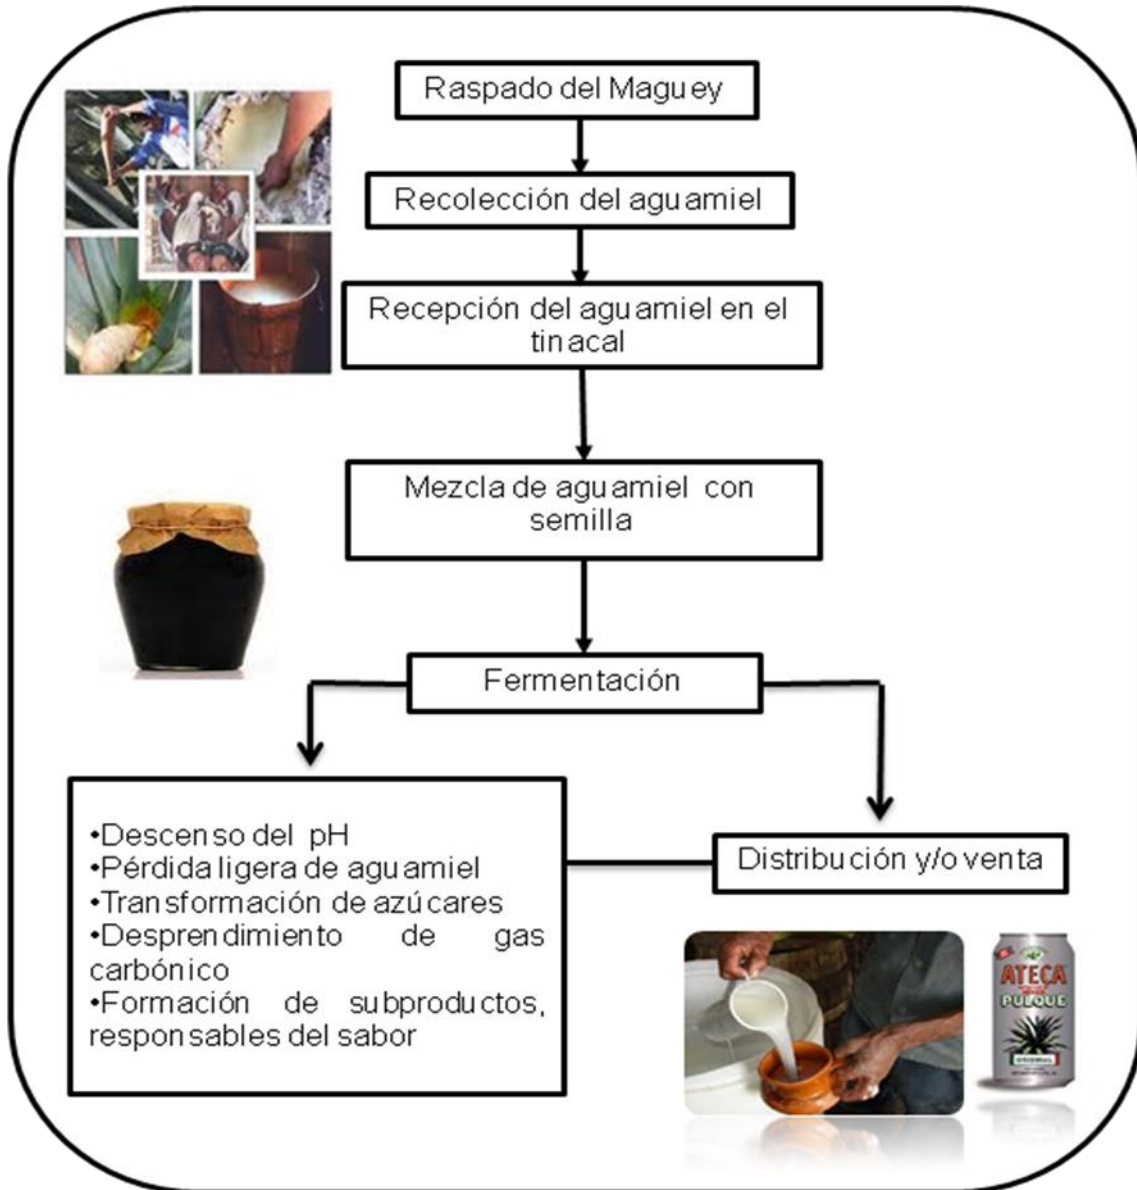 Raspado del Maguey
Recolección del aguamiel
Recepción del aguamiel en el
tinacal
Mezcla de aguamiel con
semilla
Fermentación
•Descenso del pH
•Pérdida ligera de aguamiel
•Transformación de azúcares
•Desprendimiento de gas
carbónico
•Formación de subproductos,
responsables del sabor
Distribución y/o venta
ATECA
PULQUE
ORIGINAL